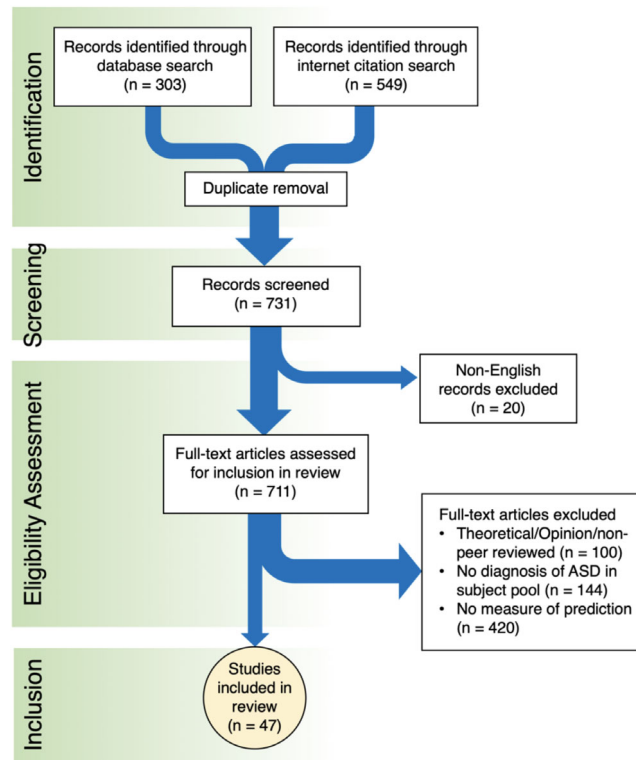 Identification
Records identified through
database search
(n = 303)
Records identified through
internet citation search
(n = 549)
Duplicate removal
Screening
Records screened
(n = 731)
Non-English
records excluded
(n = 20)
Eligibility Assessment
Full-text articles assessed
for inclusion in review
(n = 711)
Full-text articles excluded
• Theoretical/Opinion/non-
peer reviewed (n = 100)
• No diagnosis of ASD in
subject pool (n = 144)
• No measure of prediction
(n = 420)
Inclusion
Studies
included in
review
(n = 47)